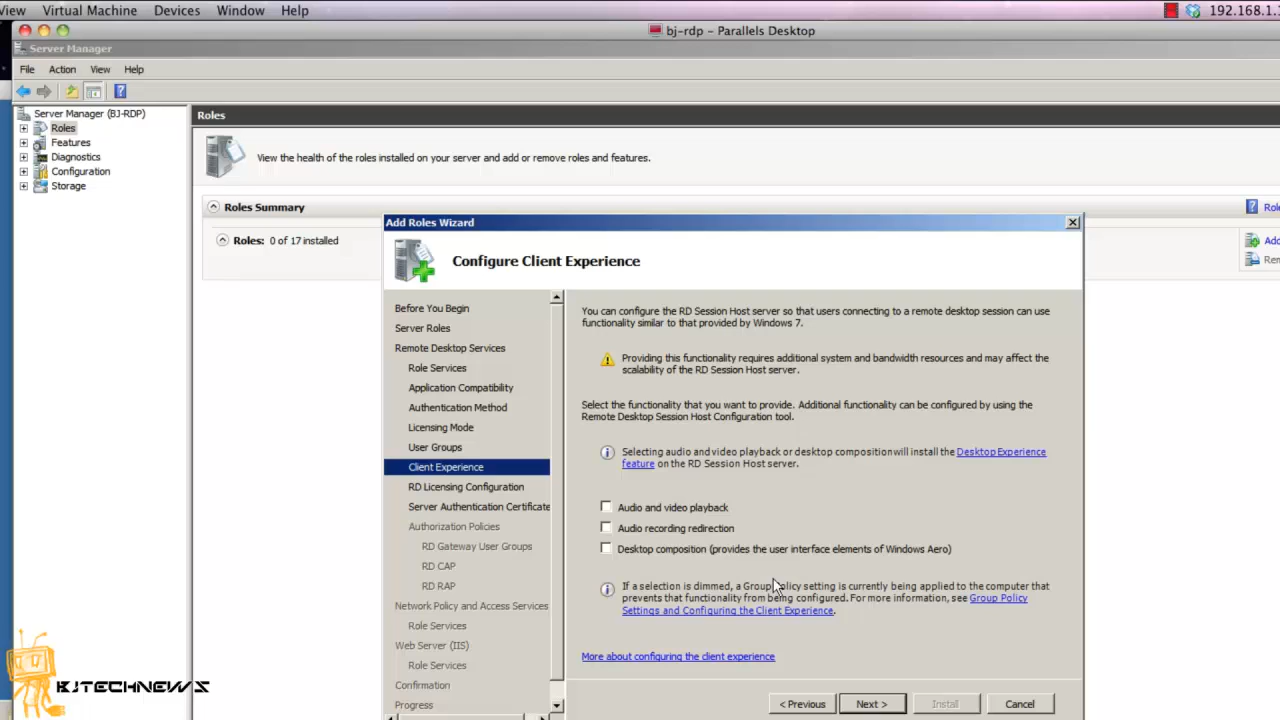 View Virtual Machine Devices Window Help 192.168.1.1
bj-rdp - Parallels Desktop
Server Manager
File Action View Help
Server Manager (BJ-RDP)
Roles
Features
Diagnostics
Configuration
Storage
Roles
View the health of the roles installed on your server and add or remove roles and features.
Roles Summary
Roles: 0 of 17 installed
Add Roles Wizard
Configure Client Experience
Before You Begin
Server Roles
Remote Desktop Services
Role Services
Application Compatibility
Authentication Method
Licensing Mode
User Groups
Client Experience
RD Licensing Configuration
Server Authentication Certificate
Authorization Policies
RD Gateway User Groups
RD CAP
RD RAP
Network Policy and Access Services
Role Services
Web Server (IIS)
Role Services
Confirmation
Progress
You can configure the RD Session Host server so that users connecting to a remote desktop session can use
functionality similar to that provided by Windows 7.
Providing this functionality requires additional system and bandwidth resources and may affect the
scalability of the RD Session Host server.
Select the functionality that you want to provide. Additional functionality can be configured by using the
Remote Desktop Session Host Configuration tool.
Selecting audio and video playback or desktop composition will install the Desktop Experience
feature on the RD Session Host server.
Audio and video playback
Audio recording redirection
Desktop composition (provides the user interface elements of Windows Aero)
If a selection is dimmed, a Group Policy setting is currently being applied to the computer that
prevents that functionality from being configured. For more information, see Group Policy
Settings and Configuring the Client Experience.
More about configuring the client experience
< Previous Next > Install Cancel
BJTECHNEWS